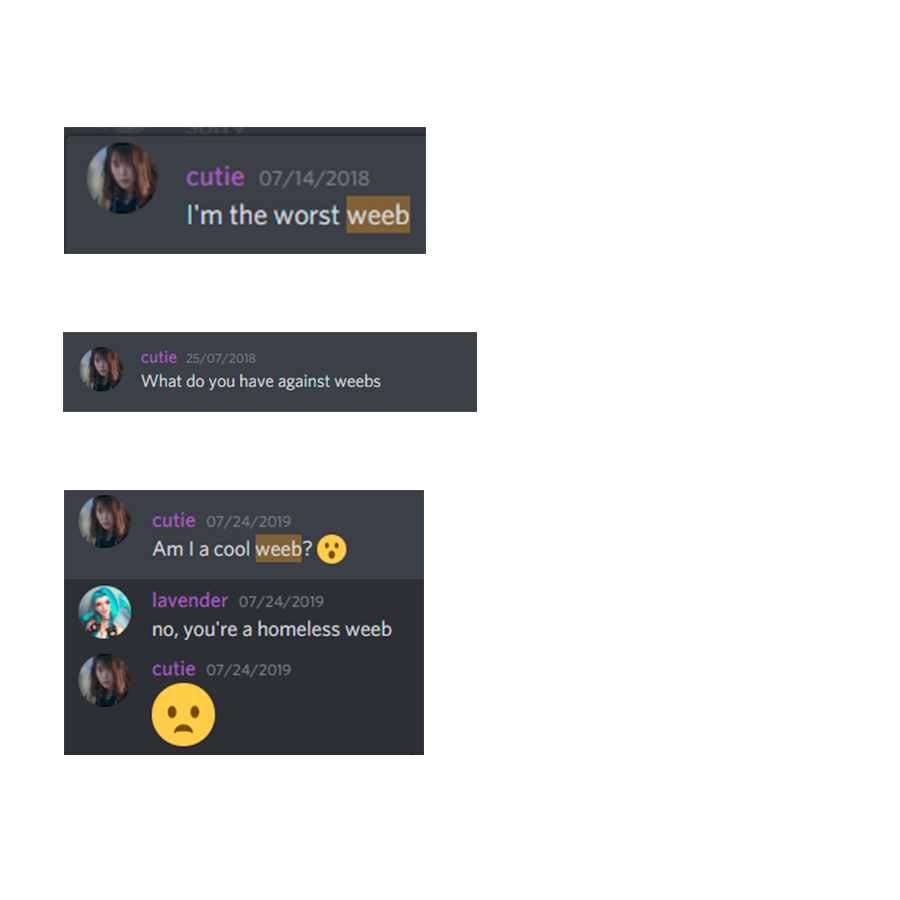 sorry
cutie 07/14/2018
I'm the worst weeb
cutie 25/07/2018
What do you have against weebs
cutie 07/24/2019
Am I a cool weeb? 😮
lavender 07/24/2019
no, you're a homeless weeb
cutie 07/24/2019
😦